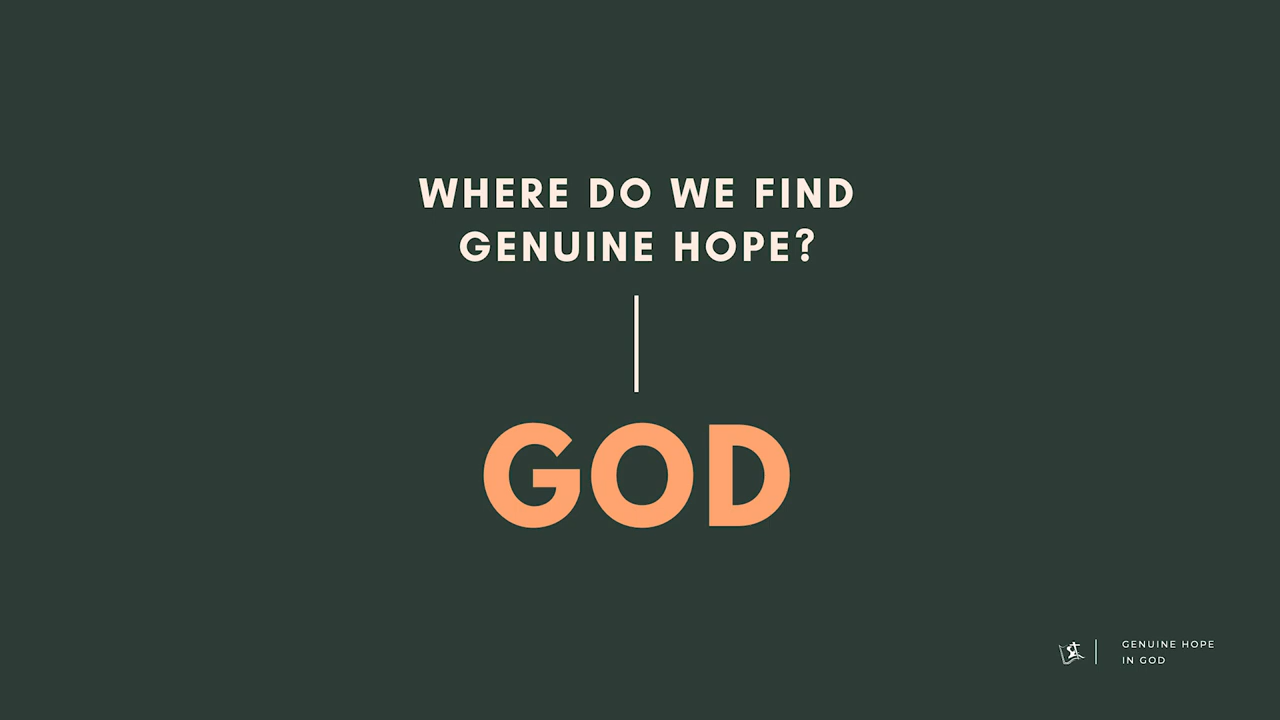 WHERE DO WE FIND
GENUINE HOPE?
GOD
GENUINE HOPE
IN GOD